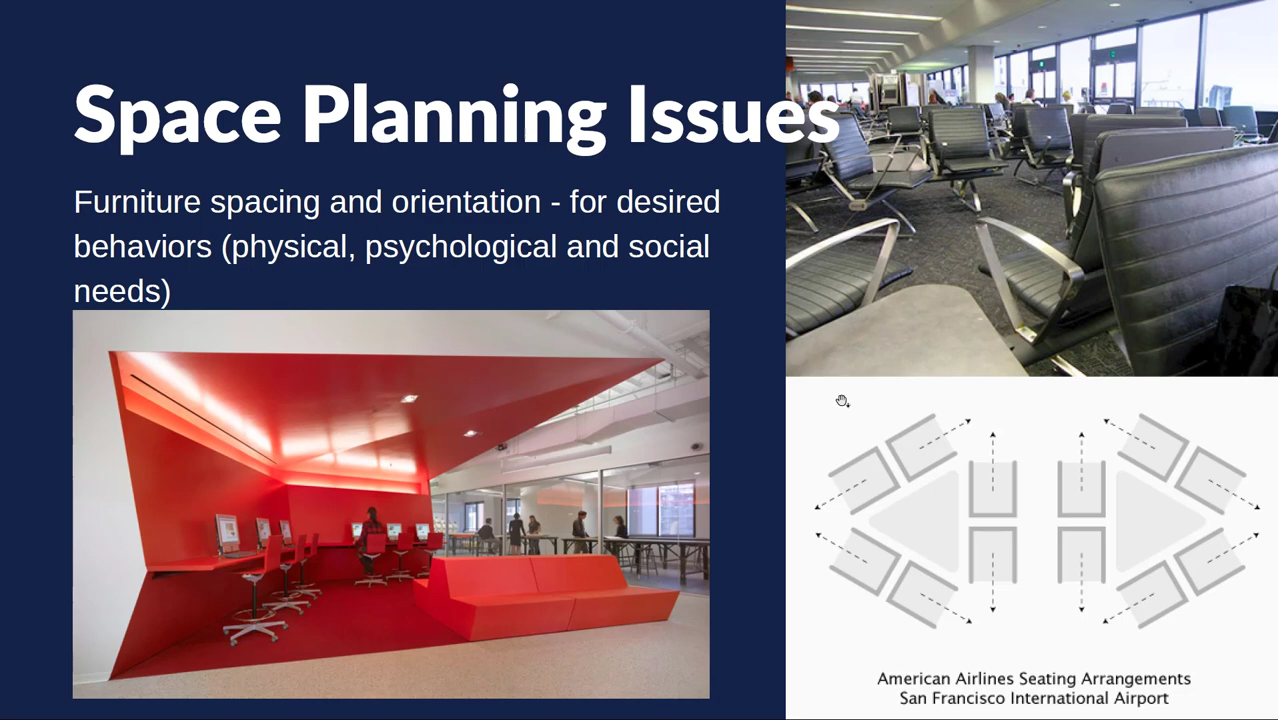 Space Planning Issues
Furniture spacing and orientation - for desired
behaviors (physical, psychological and social
needs)
American Airlines Seating Arrangements
San Francisco International Airport